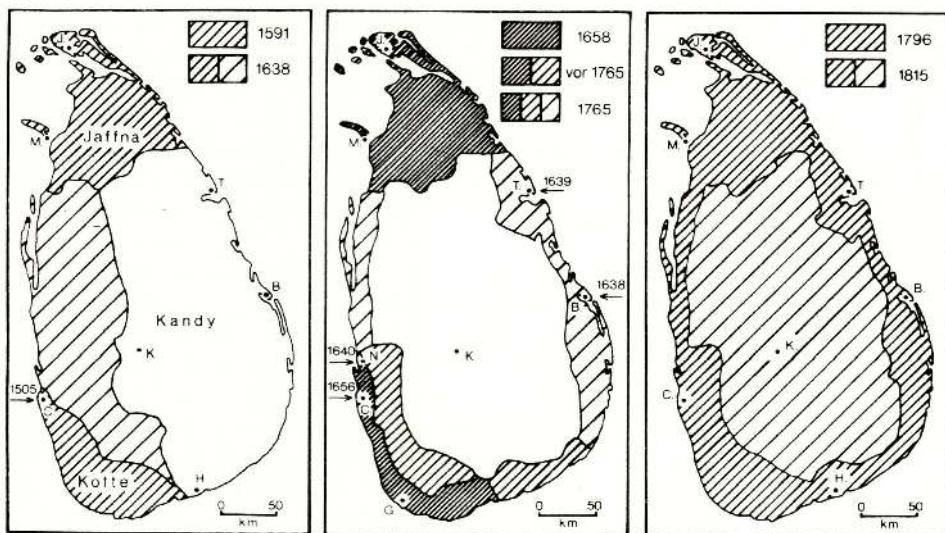 1591
1638
J.
Jaffna
M.
T.
B.
Kandy
K
1505
C.
Kotte
H
0 50
km
1658
vor 1765
1765
J.
M.
T.
1639
1638
B.
1640
N
K
1656
C.
G.
0 50
km
1796
1815
J.
M.
T
B.
K.
C.
H.
0 50
km